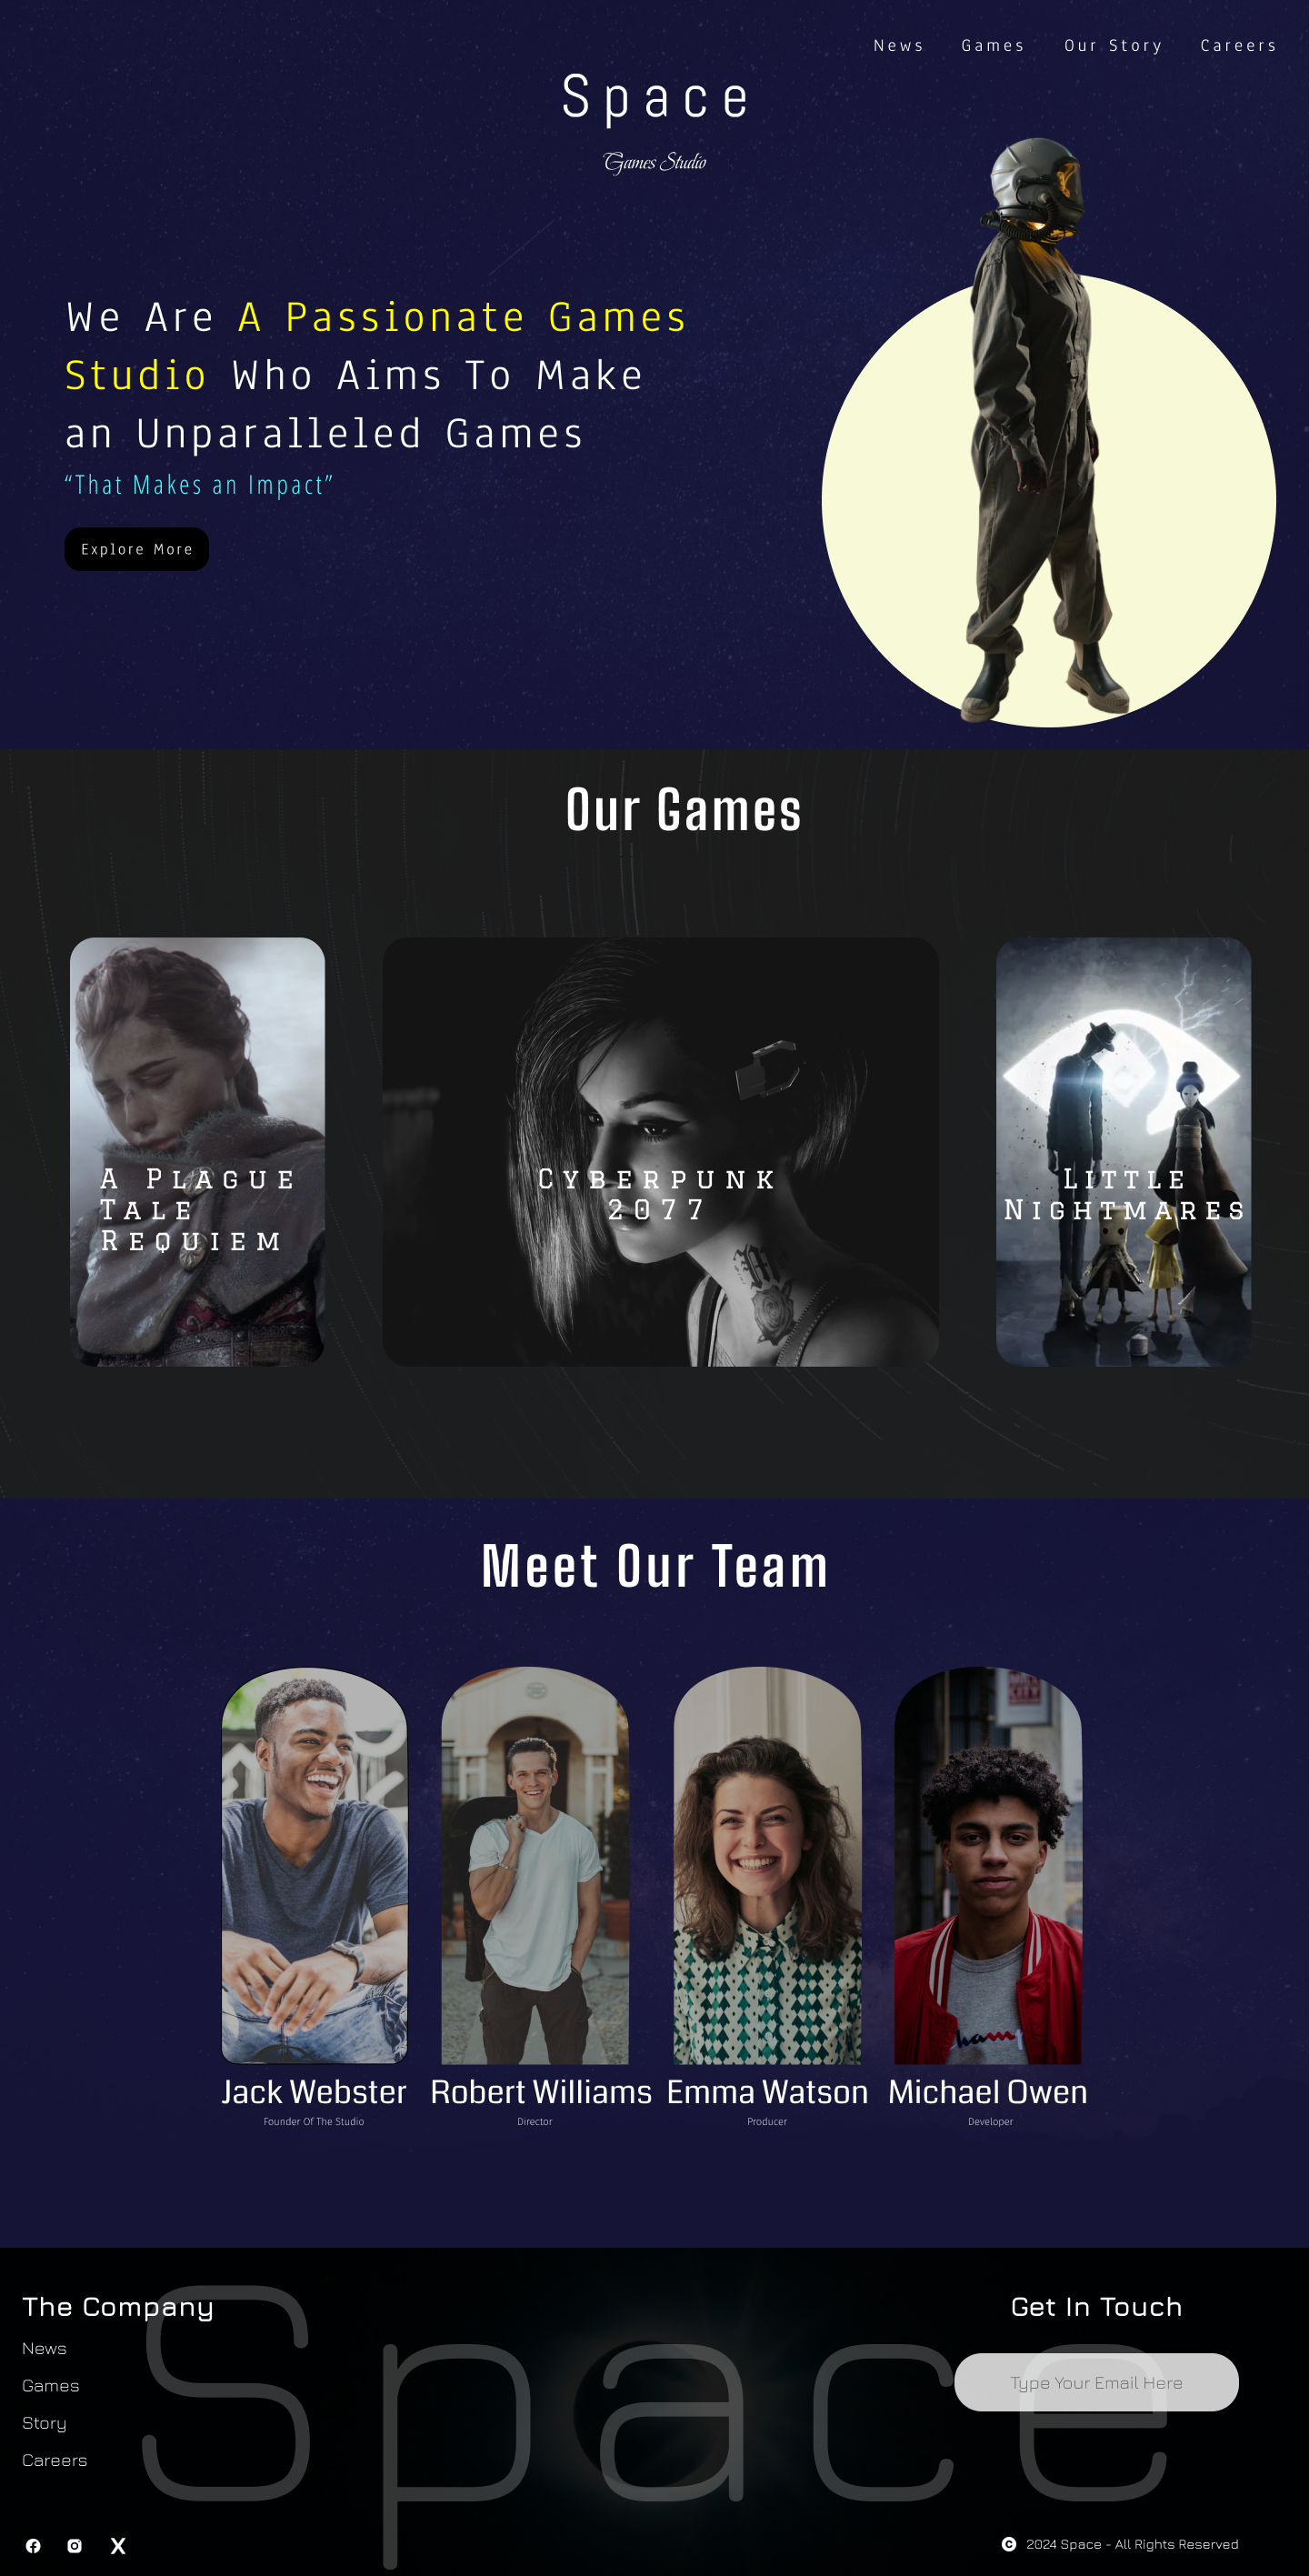 News Games Our Story Careers
Space
Games Studio
We Are A Passionate Games
Studio Who Aims To Make
an Unparalleled Games
“That Makes an Impact”
Explore More
Our Games
A Plague
Tale
Requiem
Cyberpunk
2077
Little
Nightmares
Meet Our Team
Jack Webster
Founder Of The Studio
Robert Williams
Director
Emma Watson
Producer
Michael Owen
Developer
Space
The Company
News
Games
Story
Careers
Get In Touch
Type Your Email Here
X
© 2024 Space - All Rights Reserved